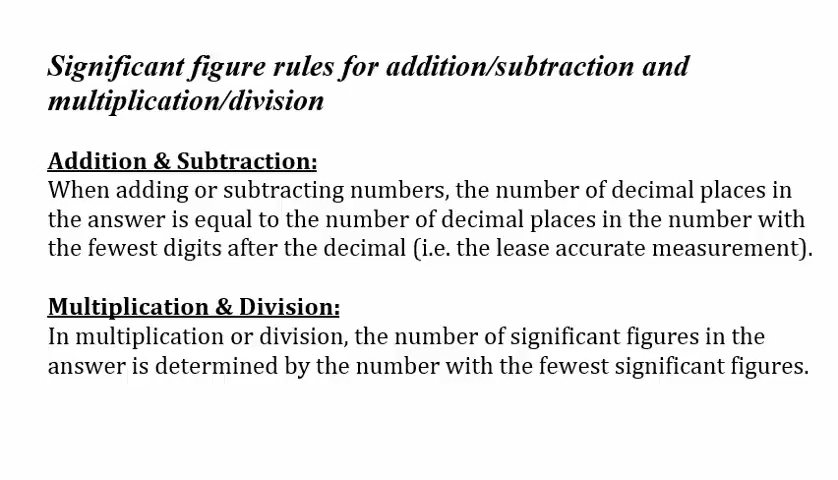 Significant figure rules for addition/subtraction and
multiplication/division
Addition & Subtraction:
When adding or subtracting numbers, the number of decimal places in
the answer is equal to the number of decimal places in the number with
the fewest digits after the decimal (i.e. the lease accurate measurement).
Multiplication & Division:
In multiplication or division, the number of significant figures in the
answer is determined by the number with the fewest significant figures.